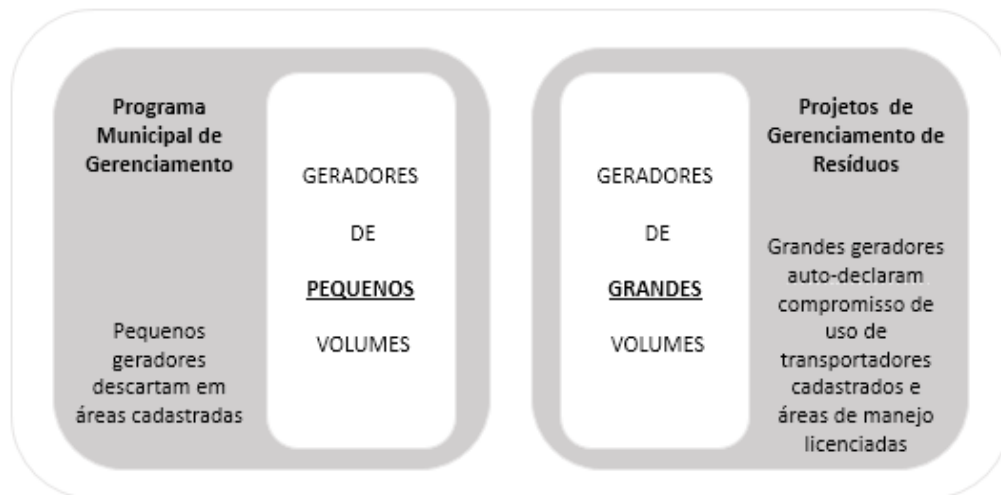 Programa
Municipal de
Gerenciamento
Pequenos
geradores
descartam em
áreas cadastradas
GERADORES
DE
PEQUENOS
VOLUMES
GERADORES
DE
GRANDES
VOLUMES
Projetos de
Gerenciamento de
Resíduos
Grandes geradores
auto-declaram
compromisso de
uso de
transportadores
cadastrados e
áreas de manejo
licenciadas